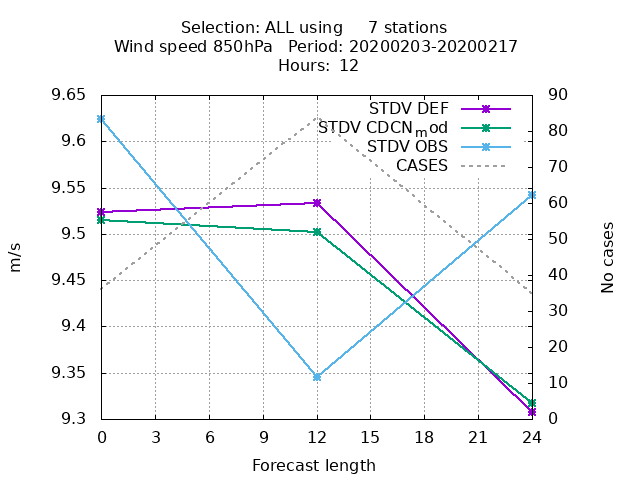 Selection: ALL using     7 stations
Wind speed 850hPa   Period: 20200203-20200217
Hours:  12
9.65
9.6
9.55
9.5
9.45
9.4
9.35
9.3
m/s
90
80
70
60
50
40
30
20
10
0
No cases
STDV DEF
STDV CDCNmod
STDV OBS
CASES
0 3 6 9 12 15 18 21 24
Forecast length